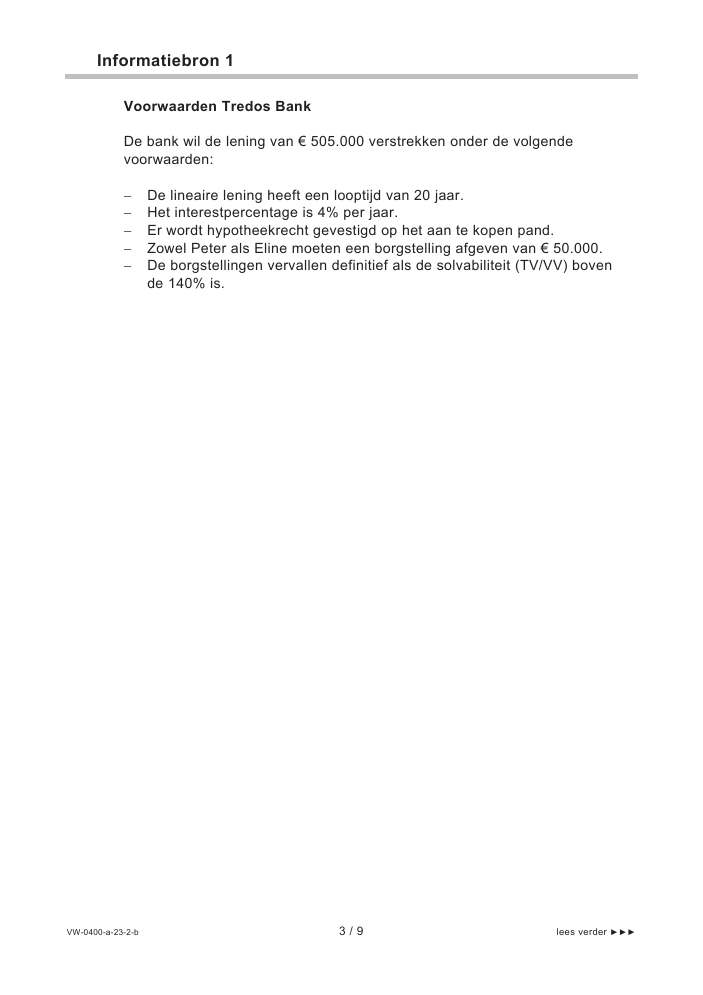 Informatiebron 1
Voorwaarden Tredos Bank
De bank wil de lening van € 505.000 verstrekken onder de volgende
voorwaarden:
− De lineaire lening heeft een looptijd van 20 jaar.
− Het interestpercentage is 4% per jaar.
− Er wordt hypotheekrecht gevestigd op het aan te kopen pand.
− Zowel Peter als Eline moeten een borgstelling afgeven van € 50.000.
− De borgstellingen vervallen definitief als de solvabiliteit (TV/VV) boven
de 140% is.
VW-0400-a-23-2-b 3 / 9 lees verder ►►►